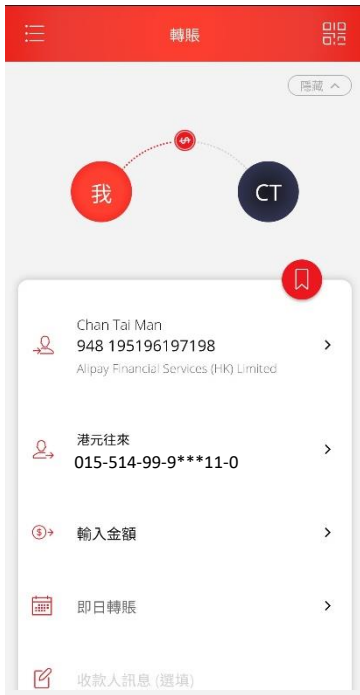 轉賬
隱藏
我
CT
Chan Tai Man
948 195196197198
Alipay Financial Services (HK) Limited
港元往來
015-514-99-9***11-0
輸入金額
即日轉賬
收款人訊息 (選填)